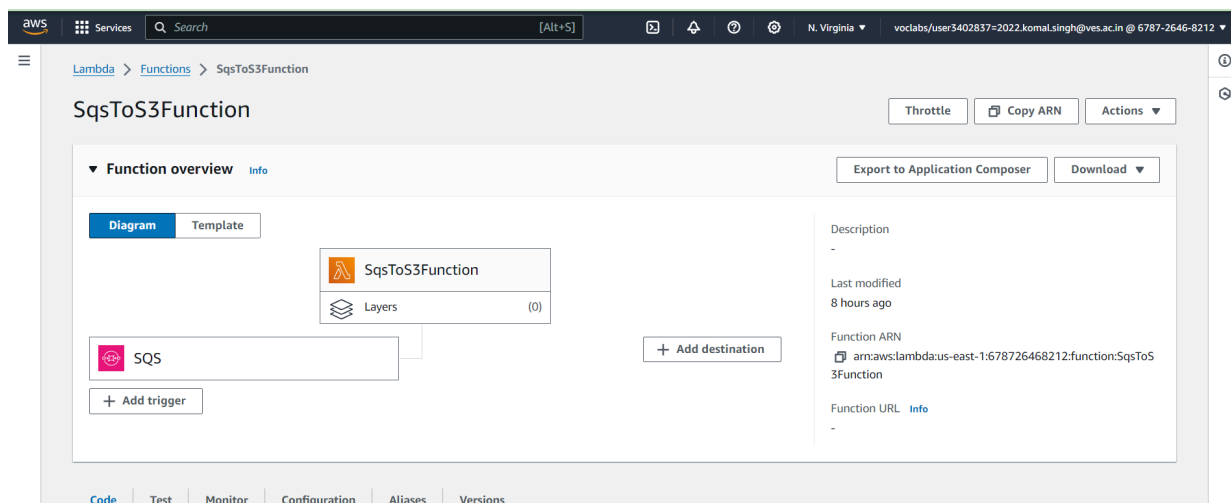 aws Services Search [Alt+S] N. Virginia ▼ voclabs/user3402837=2022.komal.singh@ves.ac.in @ 6787-2646-8212 ▼
Lambda > Functions > SqsToS3Function
SqsToS3Function
Throttle Copy ARN Actions ▼
▼ Function overview Info
Export to Application Composer Download ▼
Diagram Template
SqsToS3Function
Layers (0)
SQS
+ Add trigger
+ Add destination
Description
-
Last modified
8 hours ago
Function ARN
arn:aws:lambda:us-east-1:678726468212:function:SqsToS
3Function
Function URL Info
-
Code Test Monitor Configuration Aliases Versions